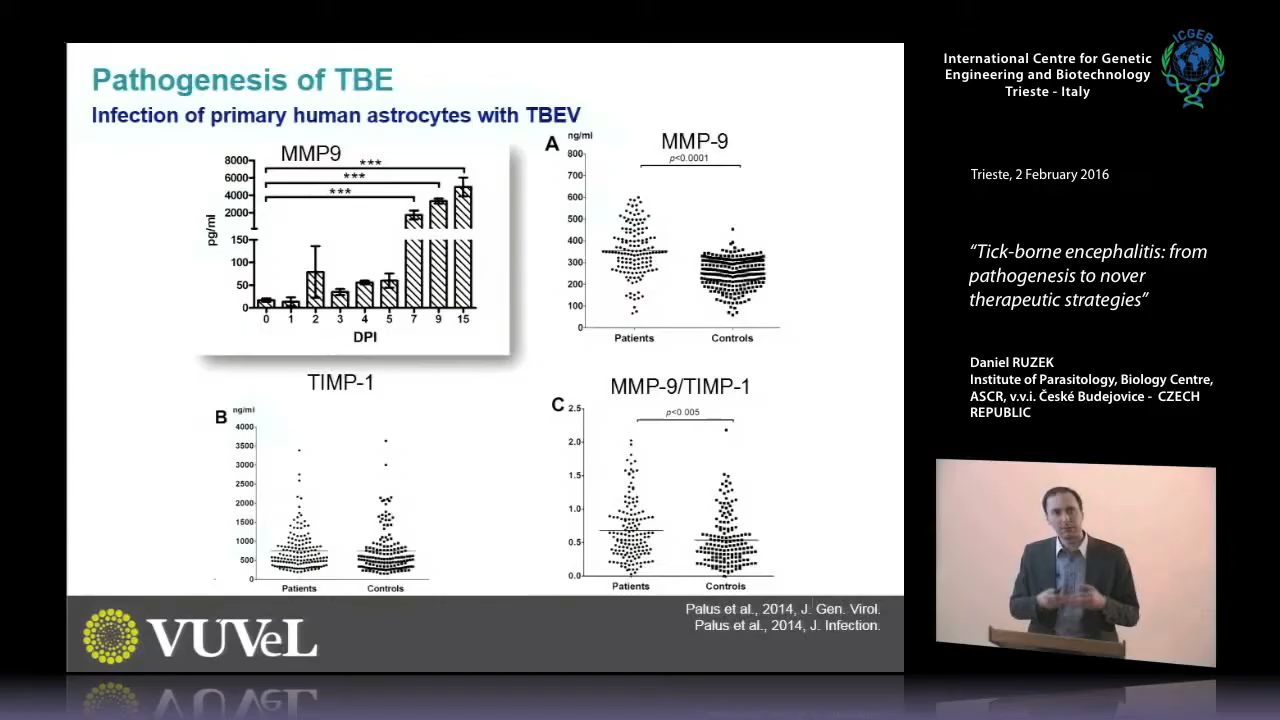 Pathogenesis of TBE
Infection of primary human astrocytes with TBEV
MMP9
8000
6000
4000
2000
150
100
50
0
pg/ml
***
***
***
0 1 2 3 4 5 7 9 15
DPI
A
ng/ml
MMP-9
p<0.0001
800
700
600
500
400
300
200
100
0
Patients Controls
TIMP-1
B
ng/ml
4000
3500
3000
2500
2000
1500
1000
500
0
Patients Controls
MMP-9/TIMP-1
C
p<0.005
2.5
2.0
1.5
1.0
0.5
0.0
Patients Controls
Palus et al., 2014, J. Gen. Virol.
Palus et al., 2014, J. Infection.
VUVeL
International Centre for Genetic
Engineering and Biotechnology
Trieste - Italy
ICGEB
Trieste, 2 February 2016
“Tick-borne encephalitis: from
pathogenesis to nover
therapeutic strategies”
Daniel RUZEK
Institute of Parasitology, Biology Centre,
ASCR, v.v.i. České Budejovice - CZECH
REPUBLIC